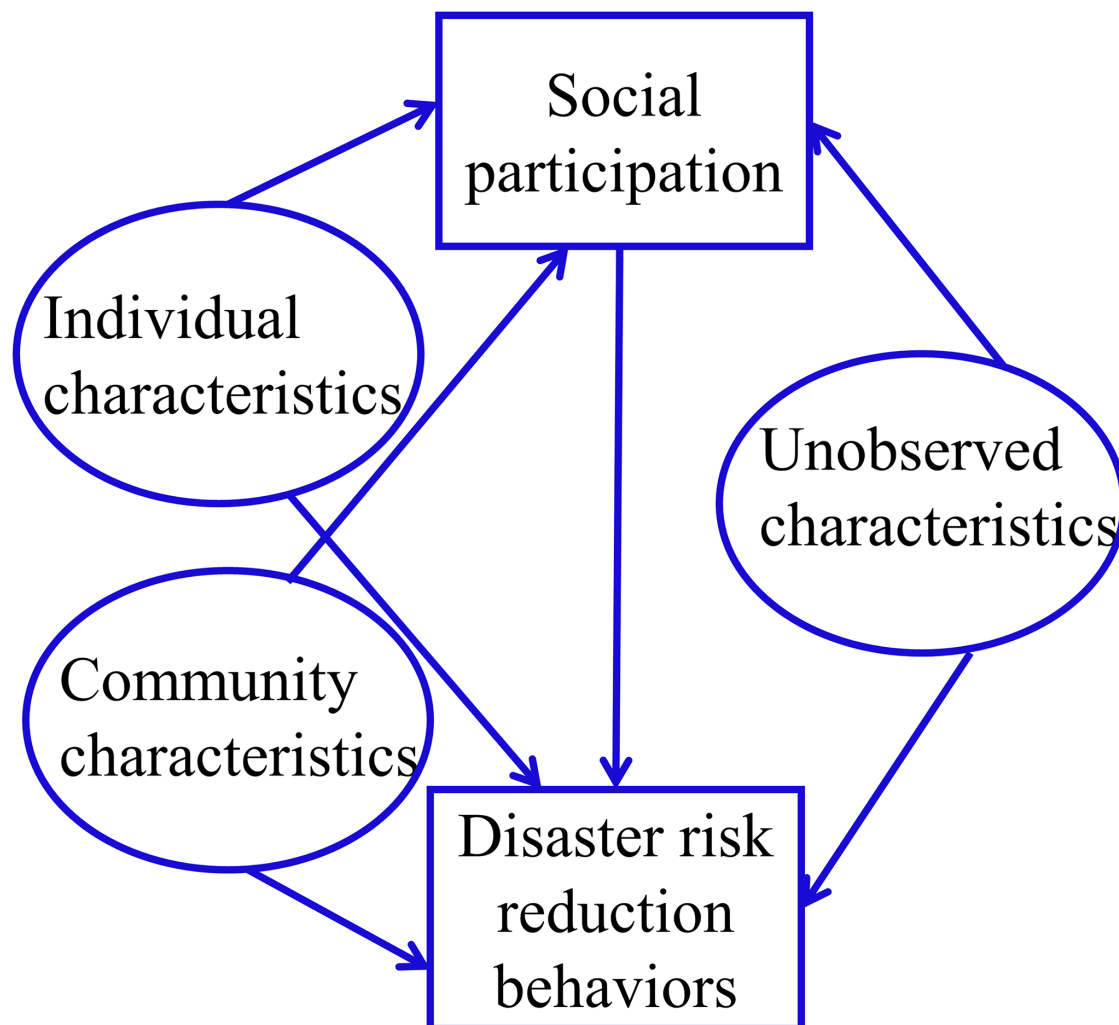 Social
participation
Individual
characteristics
Unobserved
characteristics
Community
characteristics
Disaster risk
reduction
behaviors